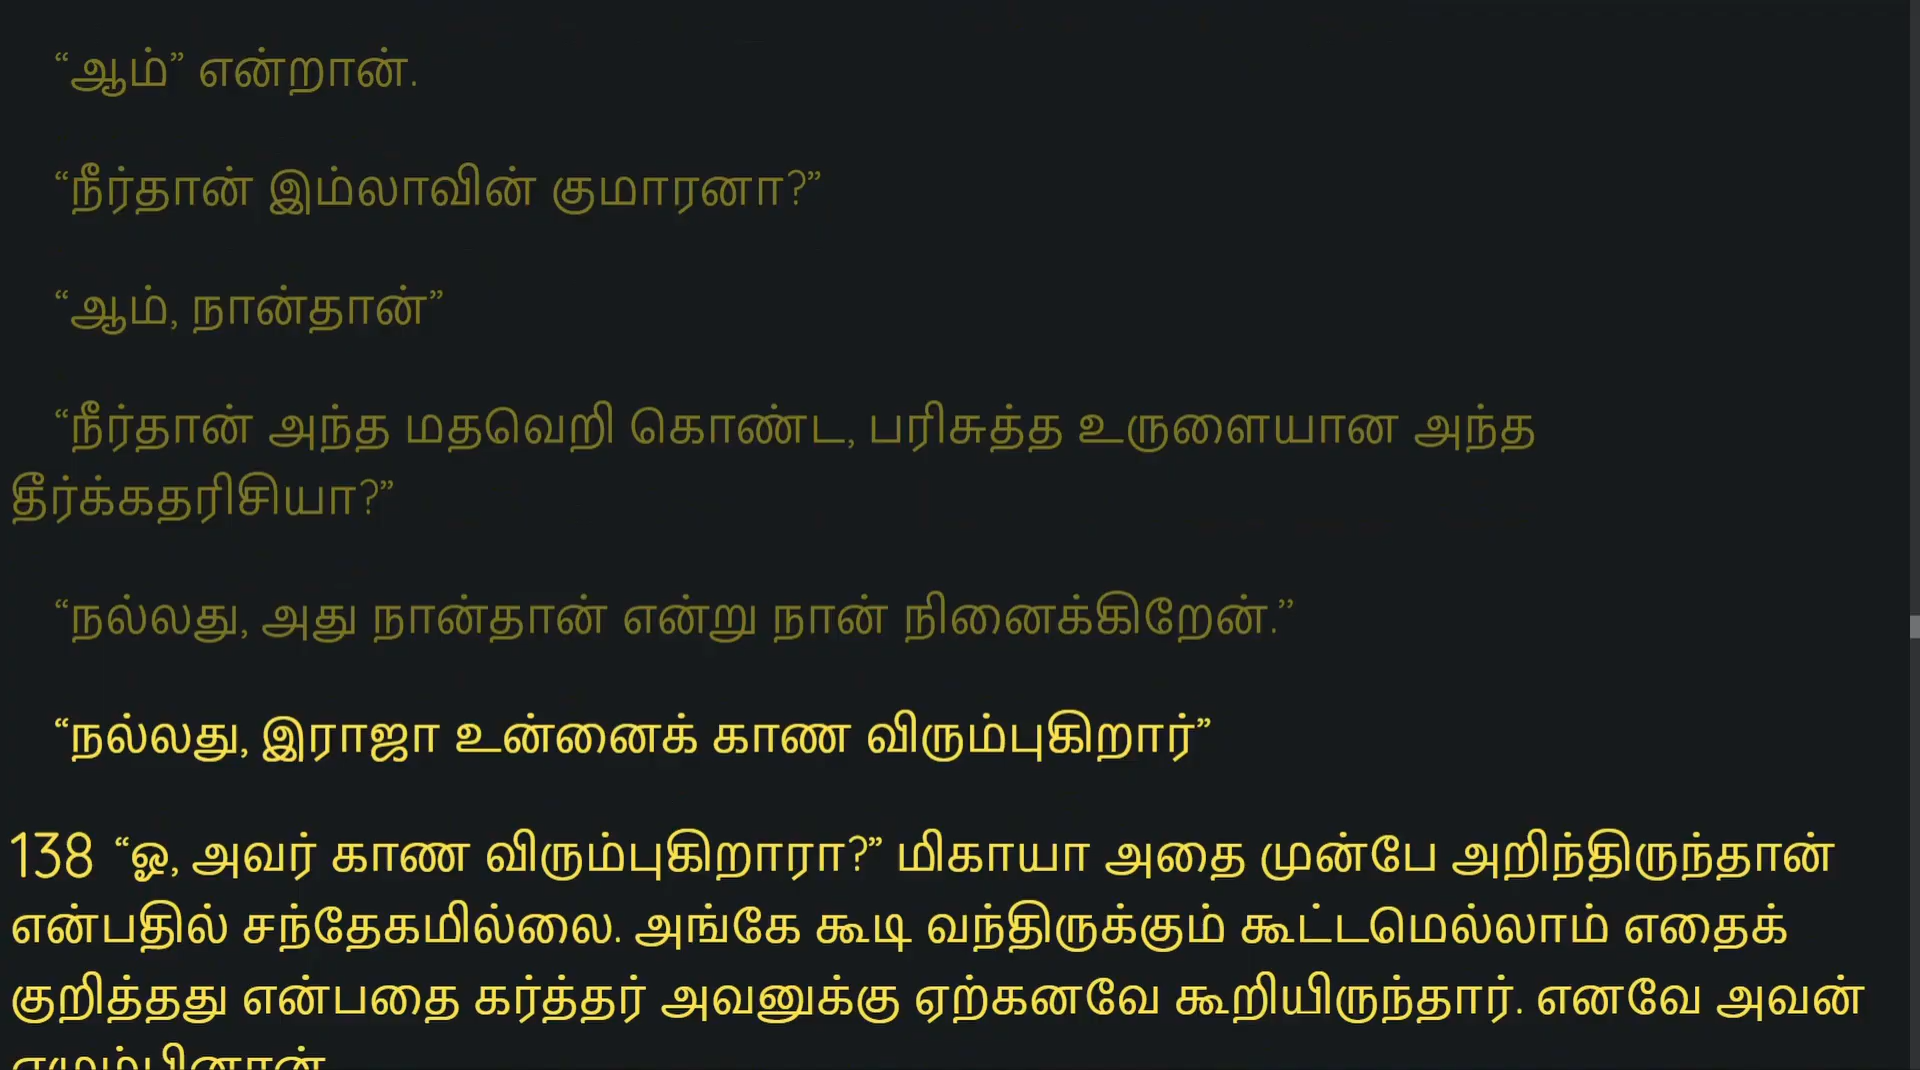 “ஆம்” என்றான்.
“நீர்தான் இம்லாவின் குமாரனா?”
“ஆம், நான்தான்”
“நீர்தான் அந்த மதவெறி கொண்ட, பரிசுத்த உருளையான அந்த
தீர்க்கதரிசியா?”
“நல்லது, அது நான்தான் என்று நான் நினைக்கிறேன்.”
“நல்லது, இராஜா உன்னைக் காண விரும்புகிறார்”
138 “ஓ, அவர் காண விரும்புகிறாரா?” மிகாயா அதை முன்பே அறிந்திருந்தான்
என்பதில் சந்தேகமில்லை. அங்கே கூடி வந்திருக்கும் கூட்டமெல்லாம் எதைக்
குறித்தது என்பதை கர்த்தர் அவனுக்கு ஏற்கனவே கூறியிருந்தார். எனவே அவன்